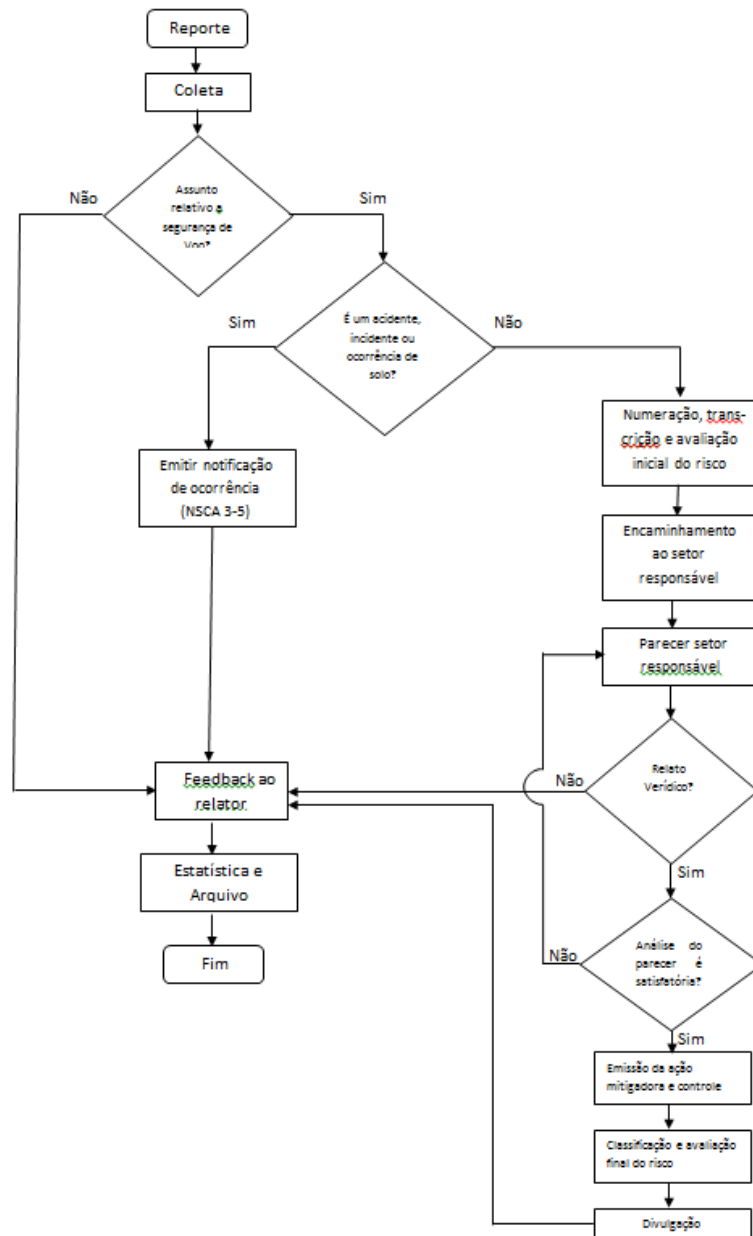 Reporte
Coleta
Assunto
relativo a
segurança de
Voo?
Não
Sim
É um acidente,
incidente ou
ocorrência de
solo?
Sim
Não
Numeração, trans-
crição e avaliação
inicial do risco
Emitir notificação
de ocorrência
(NSCA 3-5)
Encaminhamento
ao setor
responsável
Parecer setor
responsável
Relato
Verídico?
Não
Feedback ao
relator
Sim
Estatística e
Arquivo
Análise do
parecer é
satisfatória?
Não
Fim
Sim
Emissão da ação
mitigadora e controle
Classificação e avaliação
final do risco
Divulgação